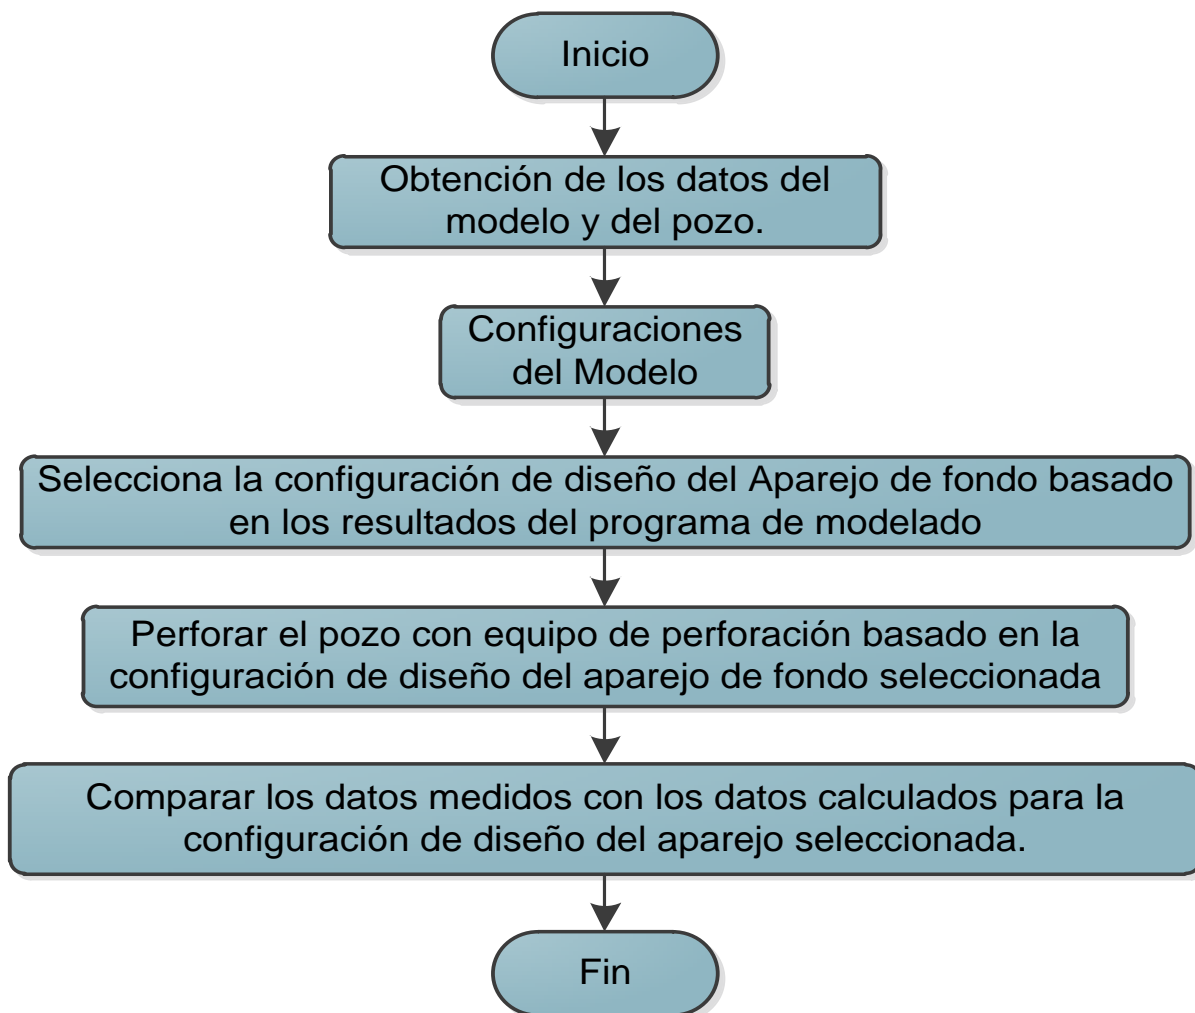 Inicio
Obtención de los datos del
modelo y del pozo.
Configuraciones
del Modelo
Selecciona la configuración de diseño del Aparejo de fondo basado
en los resultados del programa de modelado
Perforar el pozo con equipo de perforación basado en la
configuración de diseño del aparejo de fondo seleccionada
Comparar los datos medidos con los datos calculados para la
configuración de diseño del aparejo seleccionada.
Fin